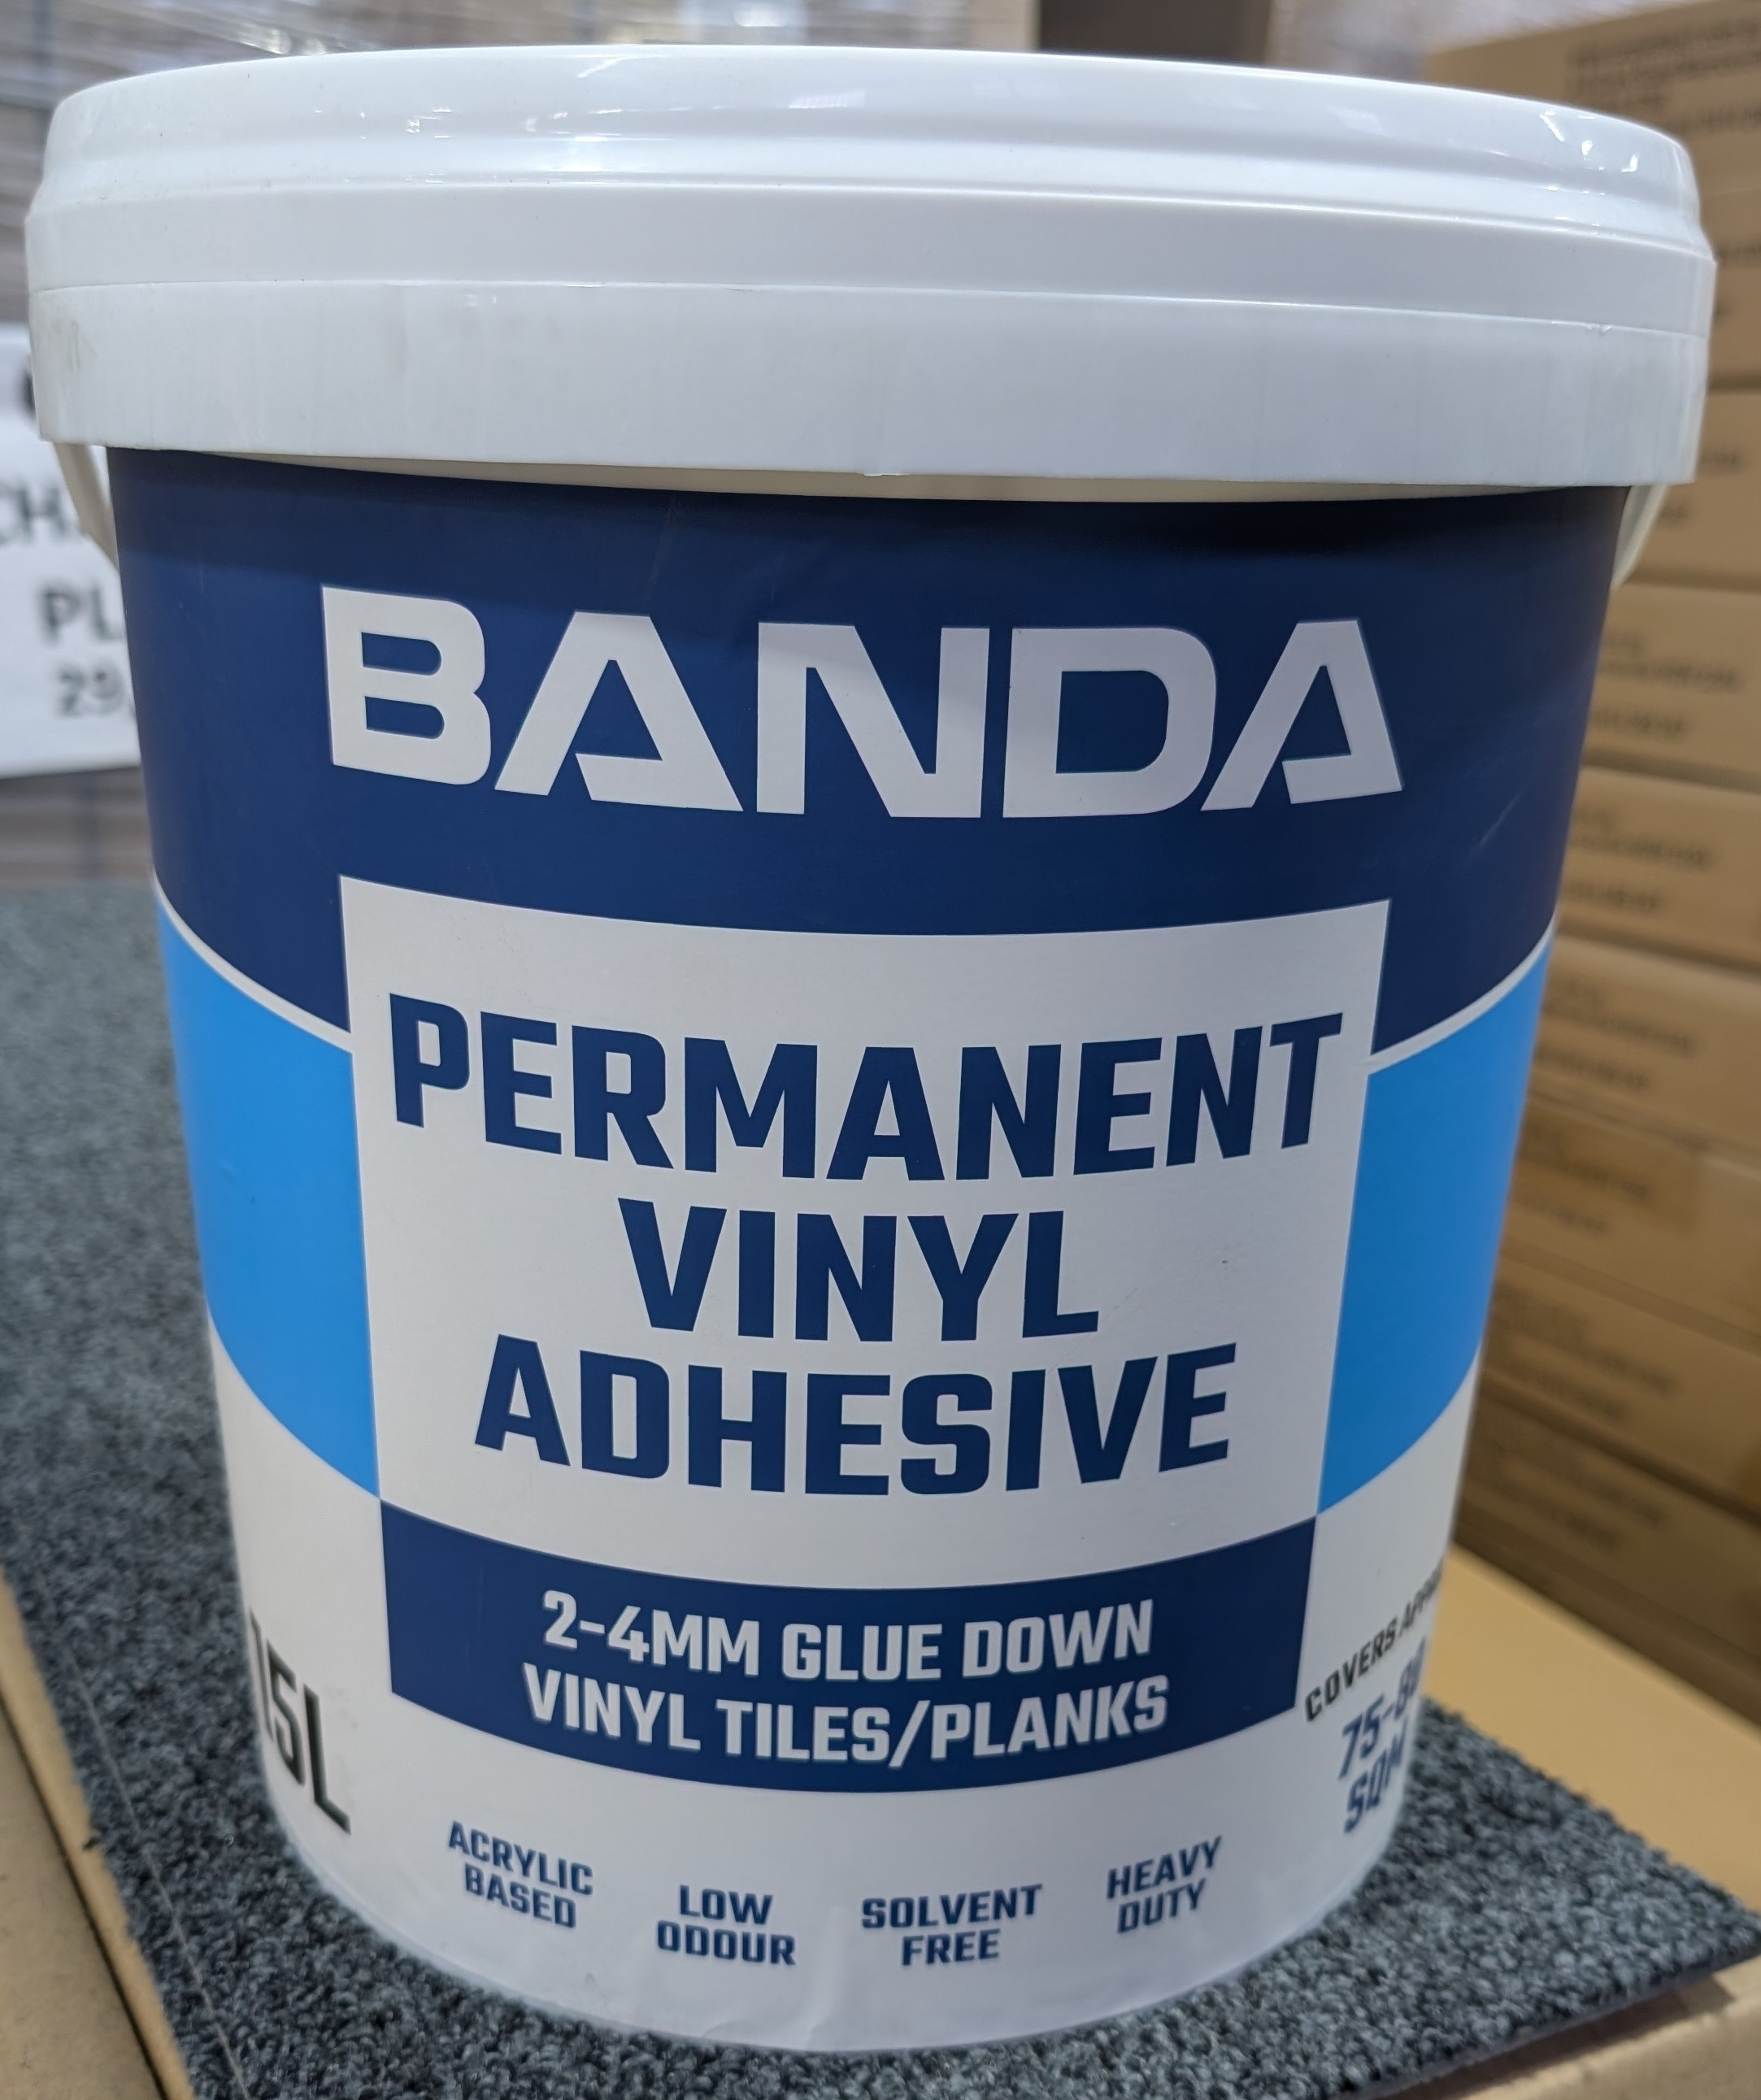 BANDA
PERMANENT
VINYL
ADHESIVE
2-4MM GLUE DOWN
VINYL TILES/PLANKS
15L
COVERS
SQM
ACRYLIC
BASED
LOW
ODOUR
SOLVENT
FREE
HEAVY
DUTY